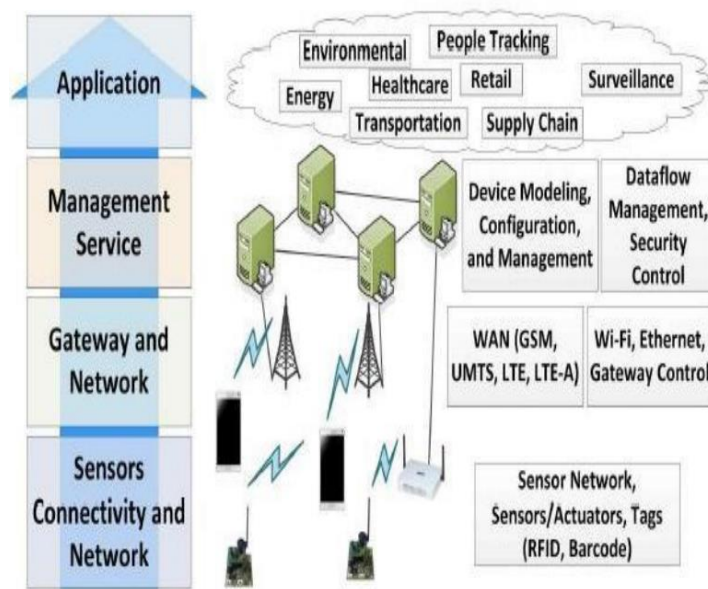 Application
Environmental
People Tracking
Healthcare
Retail
Surveillance
Energy
Transportation
Supply Chain
Management
Service
Device Modeling,
Configuration,
and Management
Dataflow
Management,
Security
Control
Gateway and
Network
WAN (GSM,
UMTS, LTE, LTE-A)
Wi-Fi, Ethernet,
Gateway Control
Sensors
Connectivity and
Network
Sensor Network,
Sensors/Actuators, Tags
(RFID, Barcode)